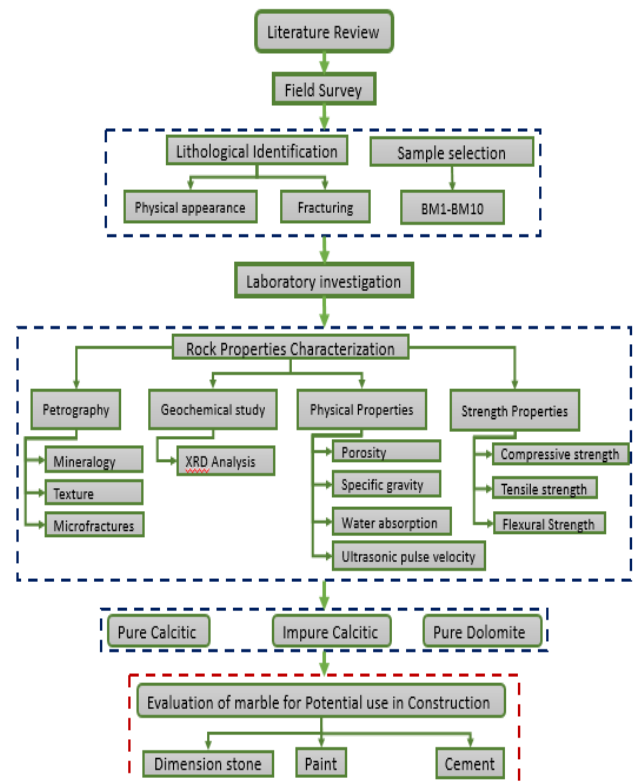 Literature Review
Field Survey
Lithological Identification
Sample selection
Physical appearance
Fracturing
BM1-BM10
Laboratory investigation
Rock Properties Characterization
Petrography
Geochemical study
Physical Properties
Strength Properties
Mineralogy
Texture
Microfractures
XRD Analysis
Porosity
Specific gravity
Water absorption
Ultrasonic pulse velocity
Compressive strength
Tensile strength
Flexural Strength
Pure Calcitic
Impure Calcitic
Pure Dolomite
Evaluation of marble for Potential use in Construction
Dimension stone
Paint
Cement